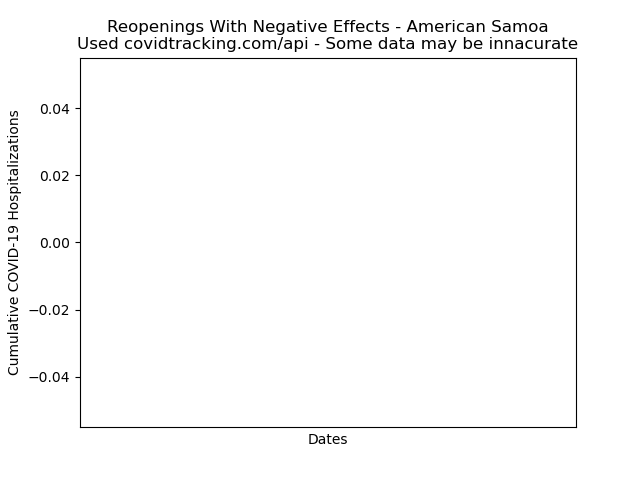 Reopenings With Negative Effects - American Samoa
Used covidtracking.com/api - Some data may be innacurate
Cumulative COVID-19 Hospitalizations
0.04
0.02
0.00
−0.02
−0.04
Dates